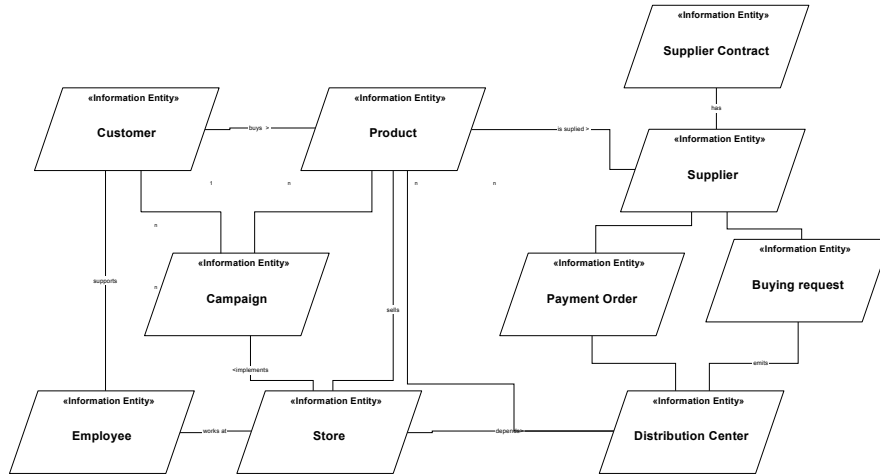 «Information Entity»
Supplier Contract
«Information Entity»
Customer
«Information Entity»
Product
has
buys >
is suplied >
«Information Entity»
Supplier
1
n
n
n
n
«Information Entity»
Campaign
«Information Entity»
Payment Order
«Information Entity»
Buying request
supports
n
sells
<implements
emits
«Information Entity»
Employee
works at
«Information Entity»
Store
depends>
«Information Entity»
Distribution Center